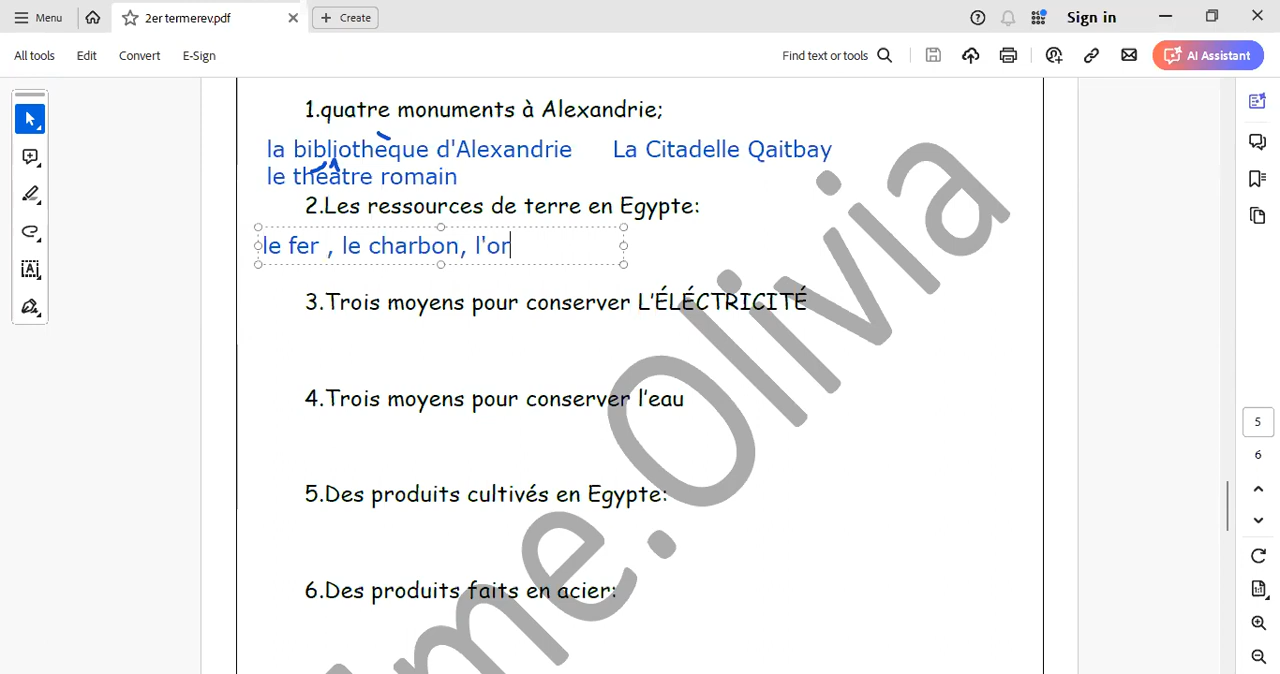 Menu
2er termerev.pdf
Create
Sign in
All tools Edit Convert E-Sign
Find text or tools
AI Assistant
1.quatre monuments à Alexandrie;
la bibliothèque d'Alexandrie La Citadelle Qaitbay
le théâtre romain
2.Les ressources de terre en Egypte:
le fer , le charbon, l'or
3.Trois moyens pour conserver L'ÉLÉCTRICITÉ
4.Trois moyens pour conserver l'eau
5.Des produits cultivés en Egypte:
6.Des produits faits en acier:
me.Olivia
5
6